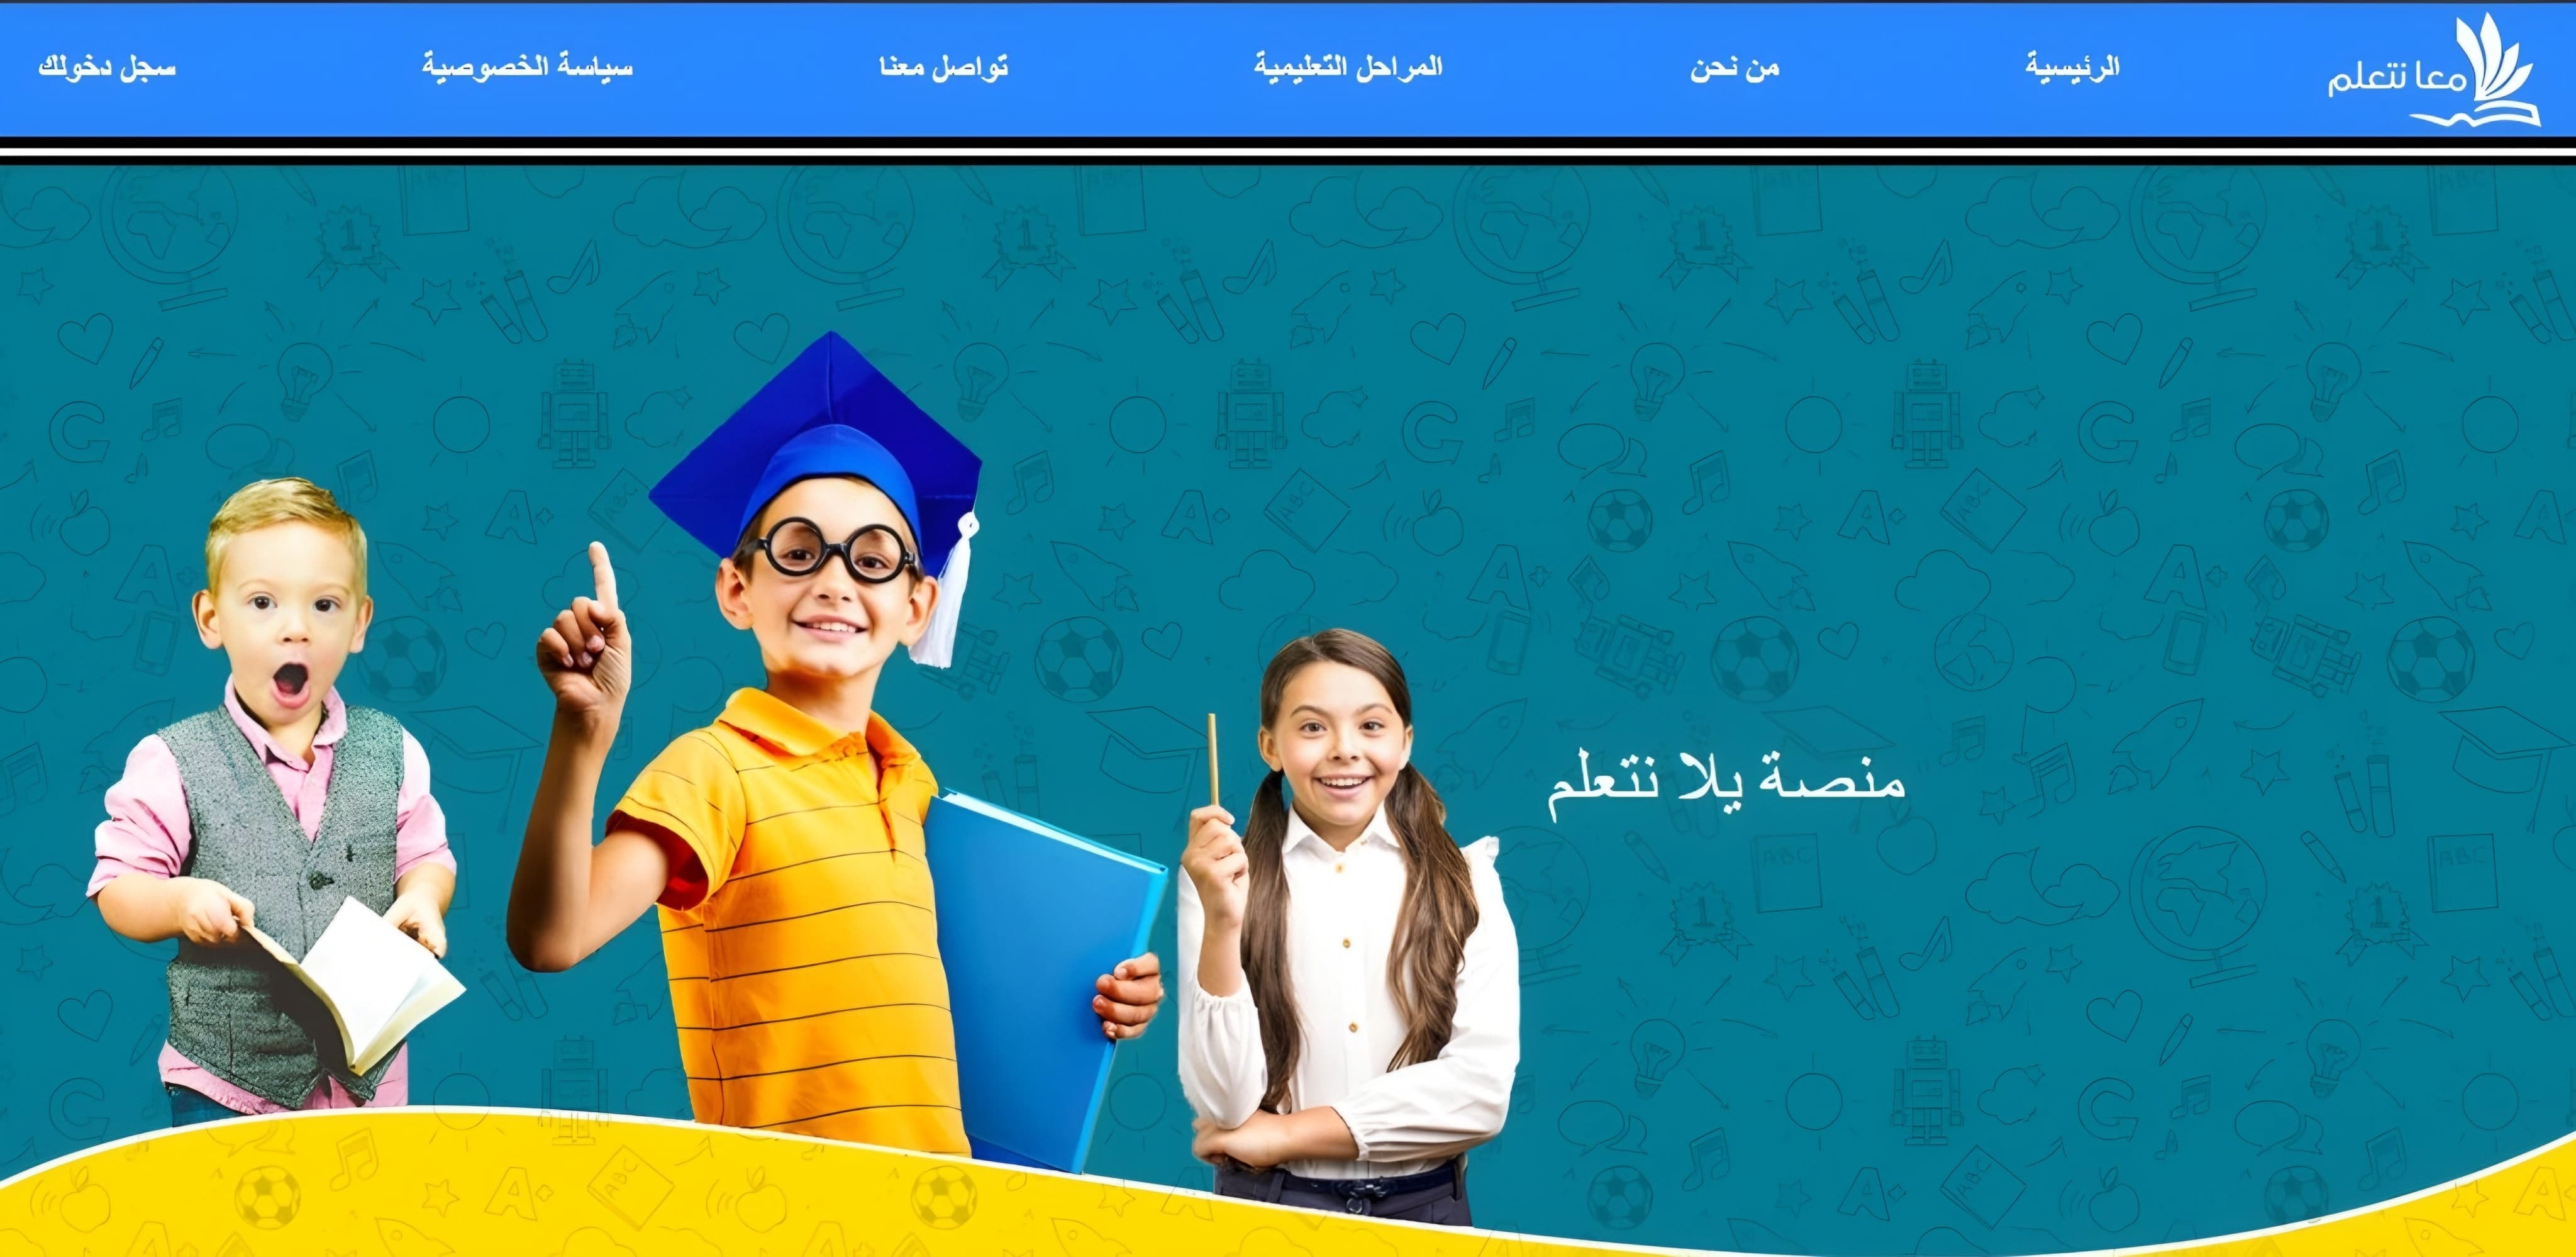 معا نتعلم
الرئيسية
من نحن
المراحل التعليمية
تواصل معنا
سياسة الخصوصية
سجل دخولك
منصة يلا نتعلم